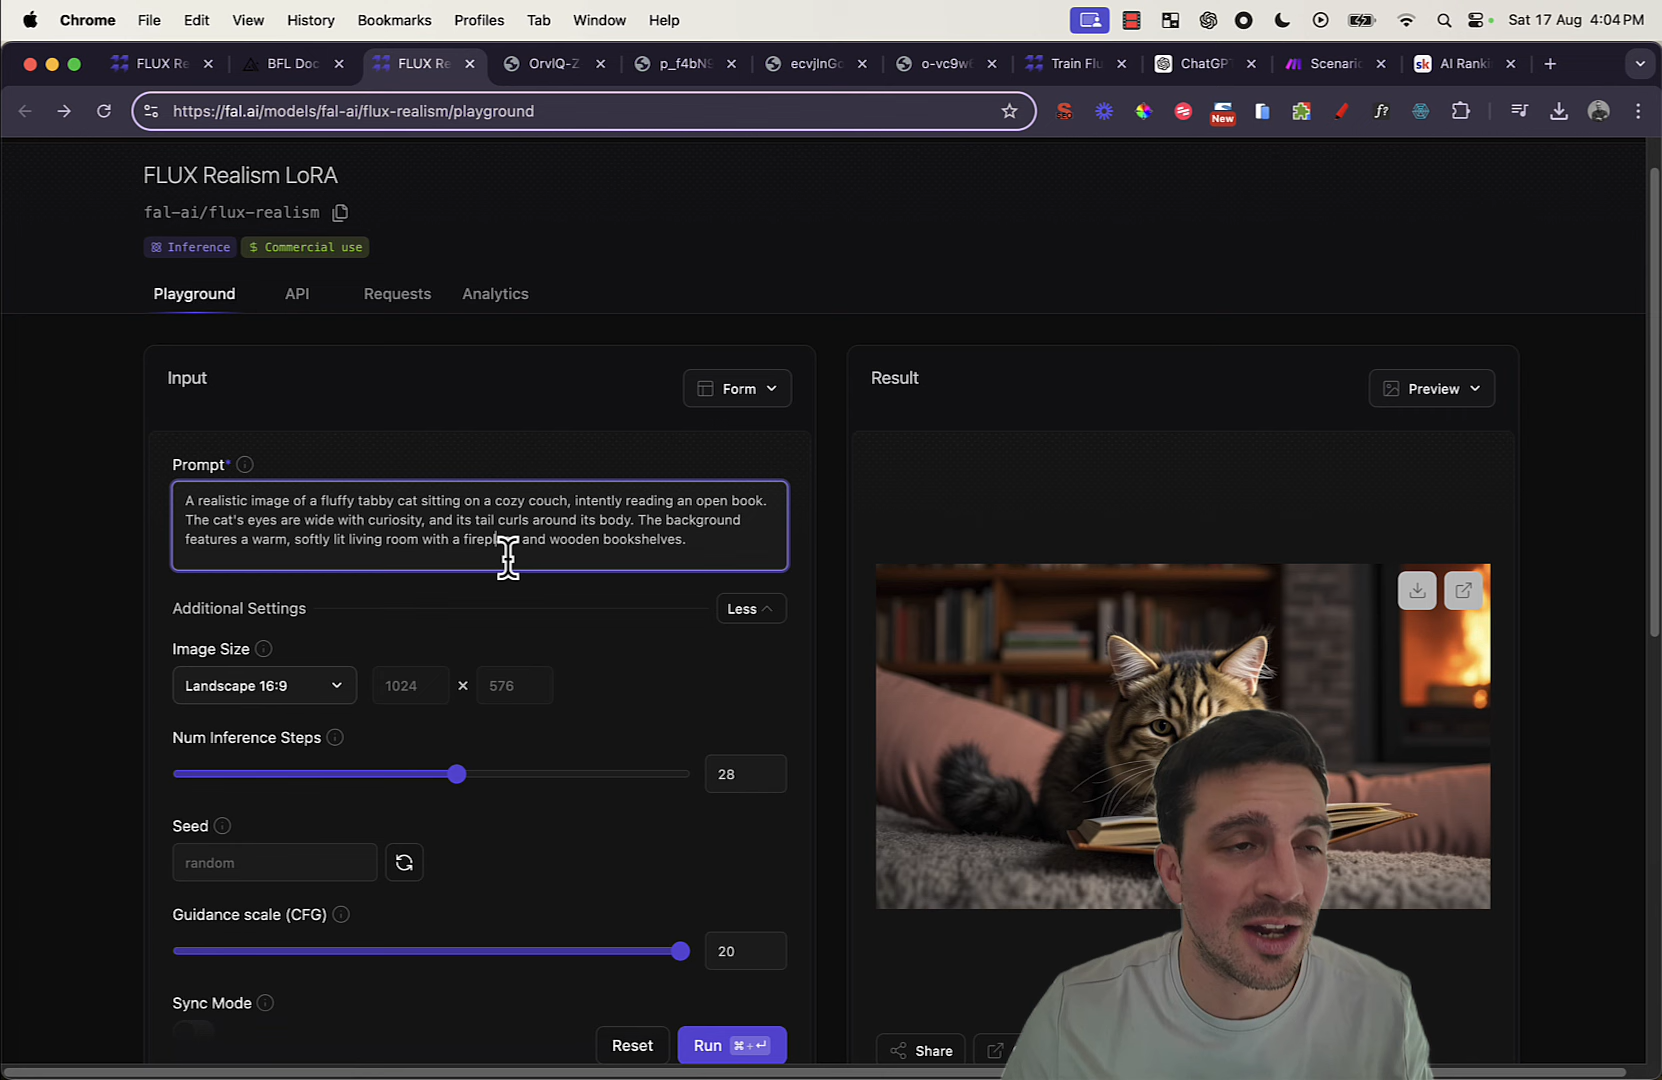 Chrome File Edit View History Bookmarks Profiles Tab Window Help Sat 17 Aug 4:04 PM
FLUX Re BFL Doc FLUX Re OrvIQ-Z p_f4bN9 ecvjlnGc o-vc9w6 Train Flu ChatGPT Scenario sk AI Ranki
https://fal.ai/models/fal-ai/flux-realism/playground
New
FLUX Realism LoRA
fal-ai/flux-realism
Inference $ Commercial use
Playground API Requests Analytics
Input Form
Result Preview
Prompt*
A realistic image of a fluffy tabby cat sitting on a cozy couch, intently reading an open book.
The cat's eyes are wide with curiosity, and its tail curls around its body. The background
features a warm, softly lit living room with a firepl and wooden bookshelves.
Additional Settings Less
Image Size
Landscape 16:9 1024 × 576
Num Inference Steps
28
Seed
random
Guidance scale (CFG)
20
Sync Mode
Reset Run ⌘+↵
Share